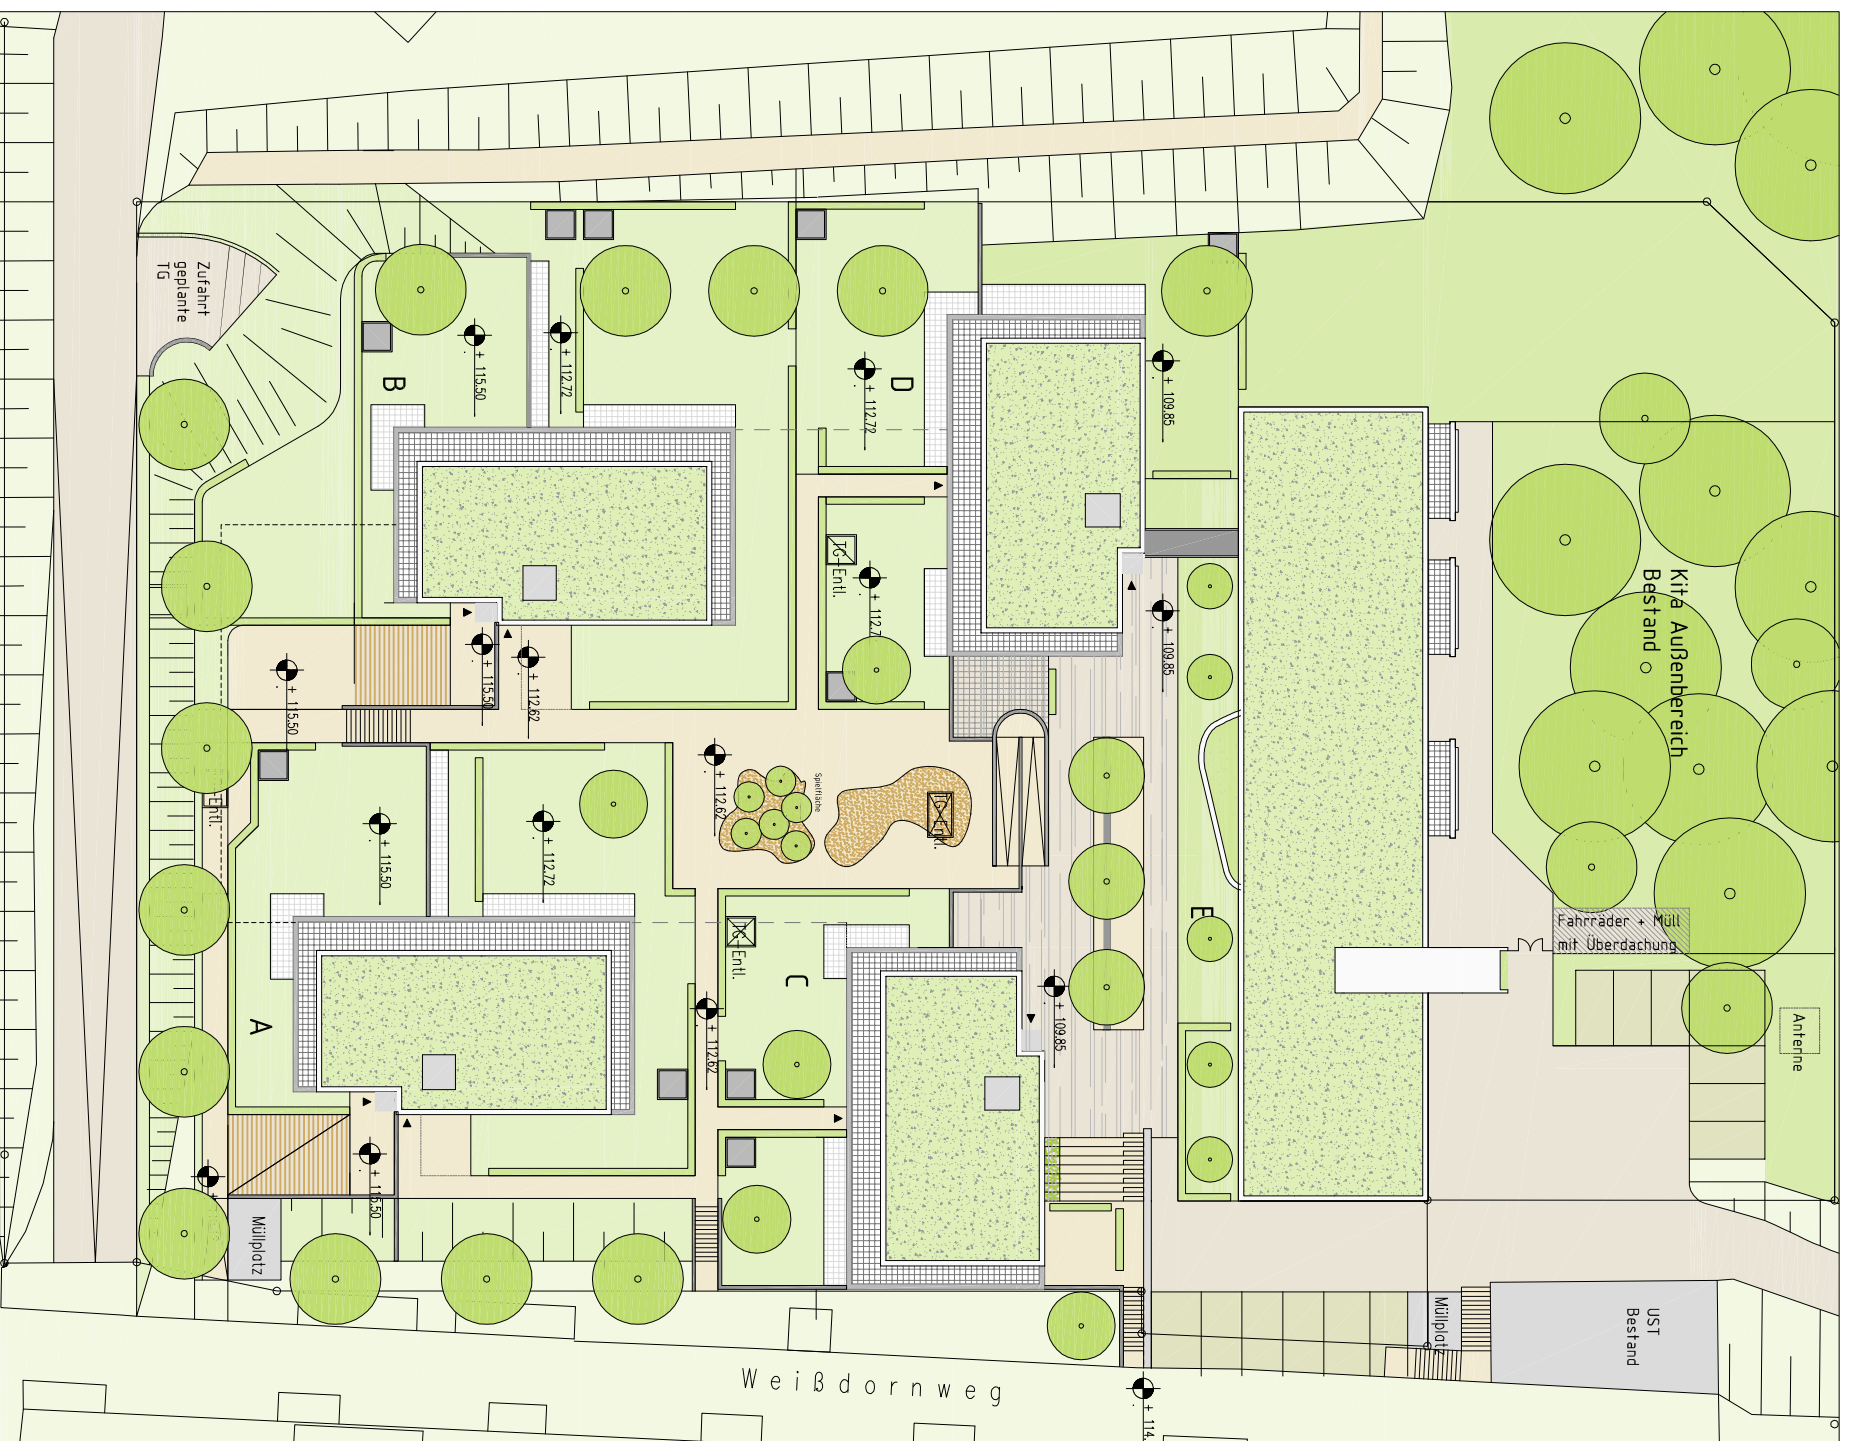 Zufahrt
geplante
TG
B
+ 115.50
+ 112.72
D
+ 112.72
+ 109.85
TG-Entl.
+ 112.7
+ 109.85
Kita Außenbereich
Bestand
+ 115.50
+ 115.50
+ 112.62
+ 112.62
Spielfläche
TG-Entl.
-Entl.
+ 115.50
+ 112.72
E
Fahrräder + Müll
mit Überdachung
TG-Entl.
C
A
+ 112.62
+ 109.85
Antenne
+ 115.50
Müllplatz
Müllplatz
UST
Bestand
Weißdornweg
+ 114.